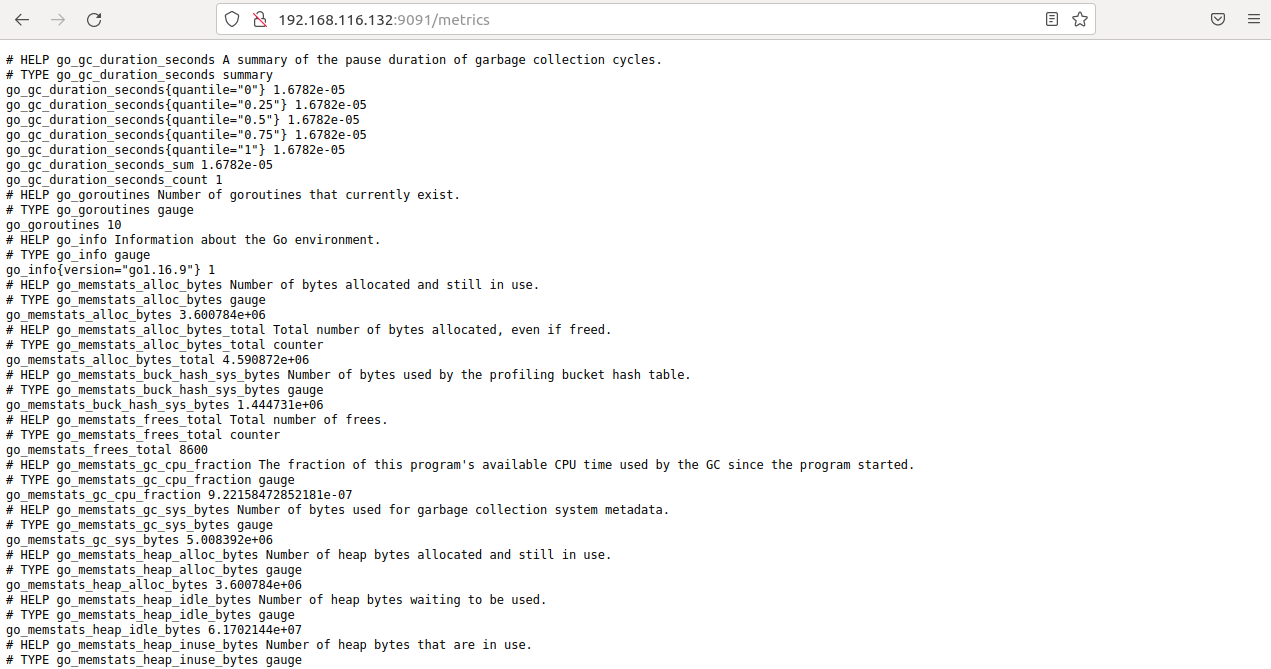 192.168.116.132:9091/metrics
# HELP go_gc_duration_seconds A summary of the pause duration of garbage collection cycles.
# TYPE go_gc_duration_seconds summary
go_gc_duration_seconds{quantile="0"} 1.6782e-05
go_gc_duration_seconds{quantile="0.25"} 1.6782e-05
go_gc_duration_seconds{quantile="0.5"} 1.6782e-05
go_gc_duration_seconds{quantile="0.75"} 1.6782e-05
go_gc_duration_seconds{quantile="1"} 1.6782e-05
go_gc_duration_seconds_sum 1.6782e-05
go_gc_duration_seconds_count 1
# HELP go_goroutines Number of goroutines that currently exist.
# TYPE go_goroutines gauge
go_goroutines 10
# HELP go_info Information about the Go environment.
# TYPE go_info gauge
go_info{version="go1.16.9"} 1
# HELP go_memstats_alloc_bytes Number of bytes allocated and still in use.
# TYPE go_memstats_alloc_bytes gauge
go_memstats_alloc_bytes 3.600784e+06
# HELP go_memstats_alloc_bytes_total Total number of bytes allocated, even if freed.
# TYPE go_memstats_alloc_bytes_total counter
go_memstats_alloc_bytes_total 4.590872e+06
# HELP go_memstats_buck_hash_sys_bytes Number of bytes used by the profiling bucket hash table.
# TYPE go_memstats_buck_hash_sys_bytes gauge
go_memstats_buck_hash_sys_bytes 1.444731e+06
# HELP go_memstats_frees_total Total number of frees.
# TYPE go_memstats_frees_total counter
go_memstats_frees_total 8600
# HELP go_memstats_gc_cpu_fraction The fraction of this program's available CPU time used by the GC since the program started.
# TYPE go_memstats_gc_cpu_fraction gauge
go_memstats_gc_cpu_fraction 9.22158472852181e-07
# HELP go_memstats_gc_sys_bytes Number of bytes used for garbage collection system metadata.
# TYPE go_memstats_gc_sys_bytes gauge
go_memstats_gc_sys_bytes 5.008392e+06
# HELP go_memstats_heap_alloc_bytes Number of heap bytes allocated and still in use.
# TYPE go_memstats_heap_alloc_bytes gauge
go_memstats_heap_alloc_bytes 3.600784e+06
# HELP go_memstats_heap_idle_bytes Number of heap bytes waiting to be used.
# TYPE go_memstats_heap_idle_bytes gauge
go_memstats_heap_idle_bytes 6.1702144e+07
# HELP go_memstats_heap_inuse_bytes Number of heap bytes that are in use.
# TYPE go_memstats_heap_inuse_bytes gauge